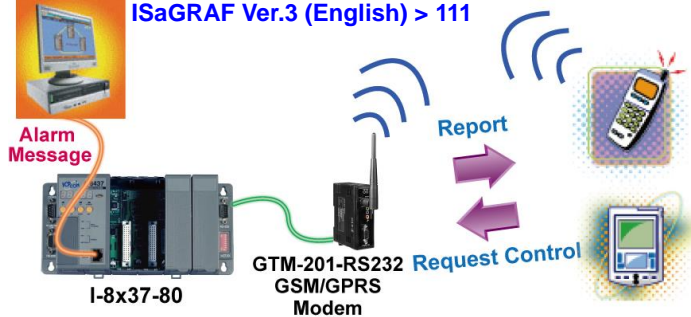 ISaGRAF Ver.3 (English) > 111
Alarm
Message
Report
Request Control
I-8x37-80
GTM-201-RS232
GSM/GPRS
Modem